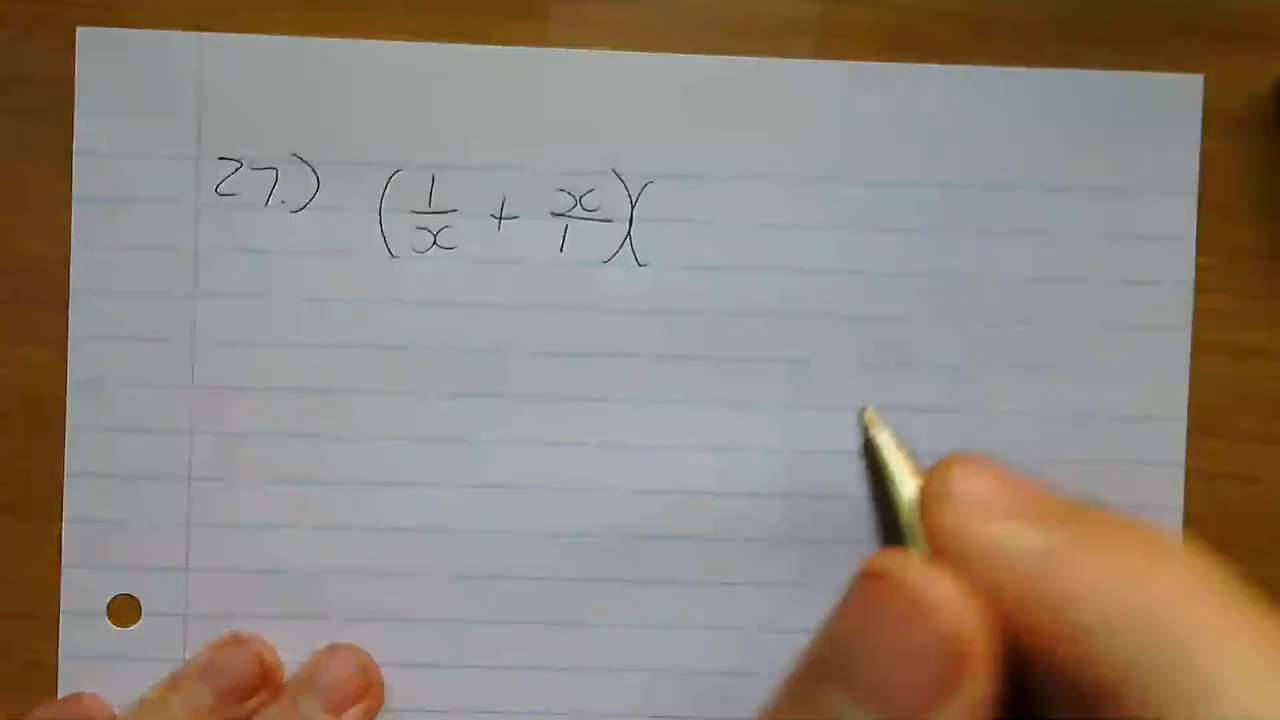 27.) (1/x + x/1)(